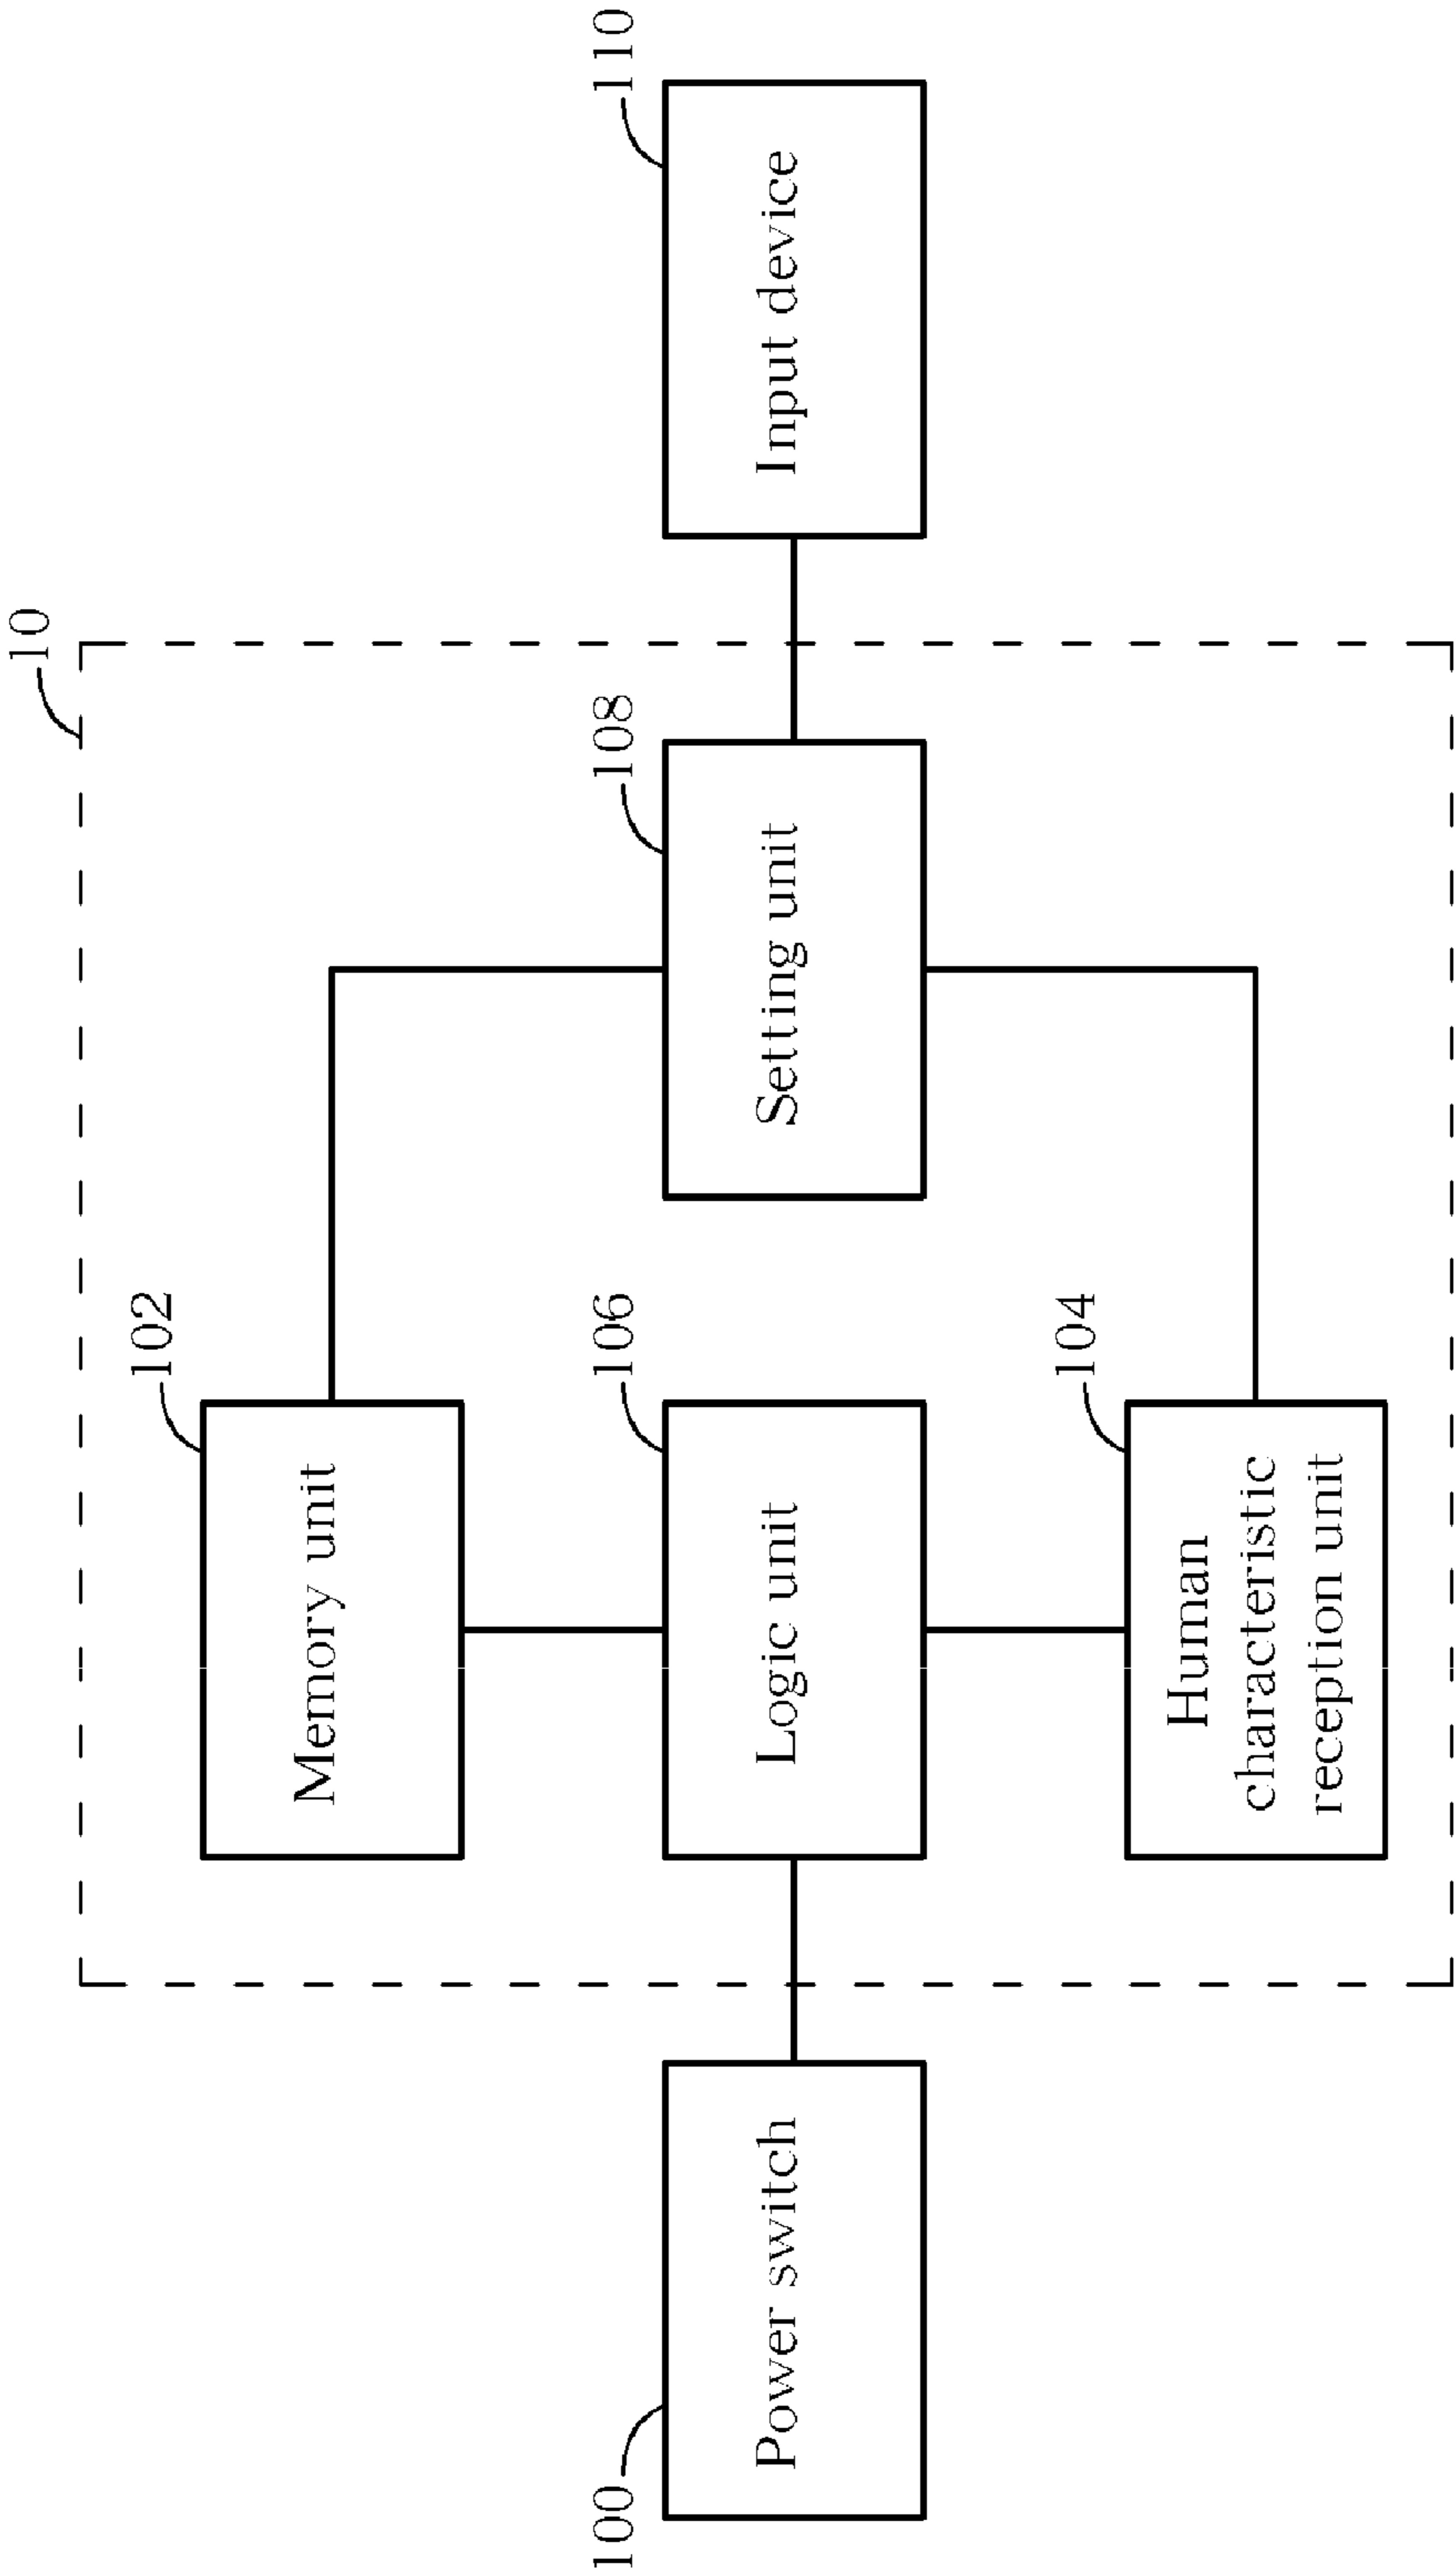 10
102
Memory unit
100
106
108
110
Power switch
Logic unit
Setting unit
Input device
104
Human
characteristic
reception unit